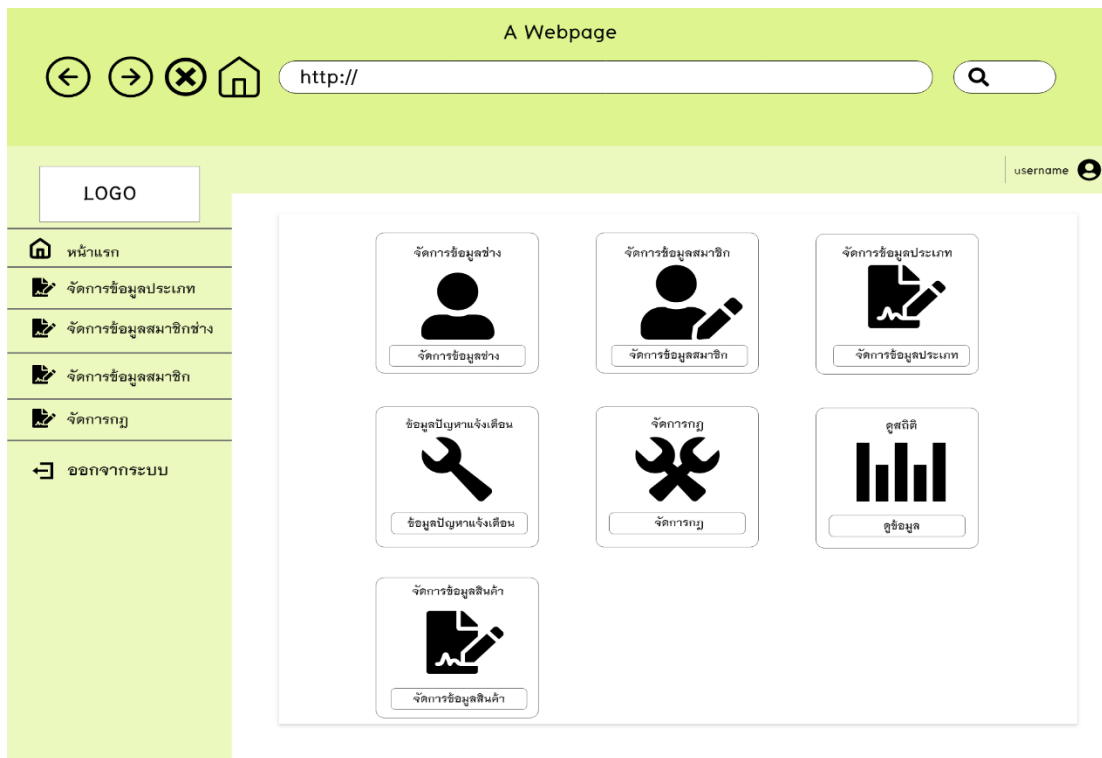 A Webpage
http://
username
LOGO
หน้าแรก
จัดการข้อมูลประเภท
จัดการข้อมูลสมาชิกช่าง
จัดการข้อมูลสมาชิก
จัดการกฎ
ออกจากระบบ
จัดการข้อมูลช่าง
จัดการข้อมูลช่าง
จัดการข้อมูลสมาชิก
จัดการข้อมูลสมาชิก
จัดการข้อมูลประเภท
จัดการข้อมูลประเภท
ข้อมูลปัญหาแจ้งเตือน
ข้อมูลปัญหาแจ้งเตือน
จัดการกฎ
จัดการกฎ
ดูสถิติ
ดูข้อมูล
จัดการข้อมูลสินค้า
จัดการข้อมูลสินค้า